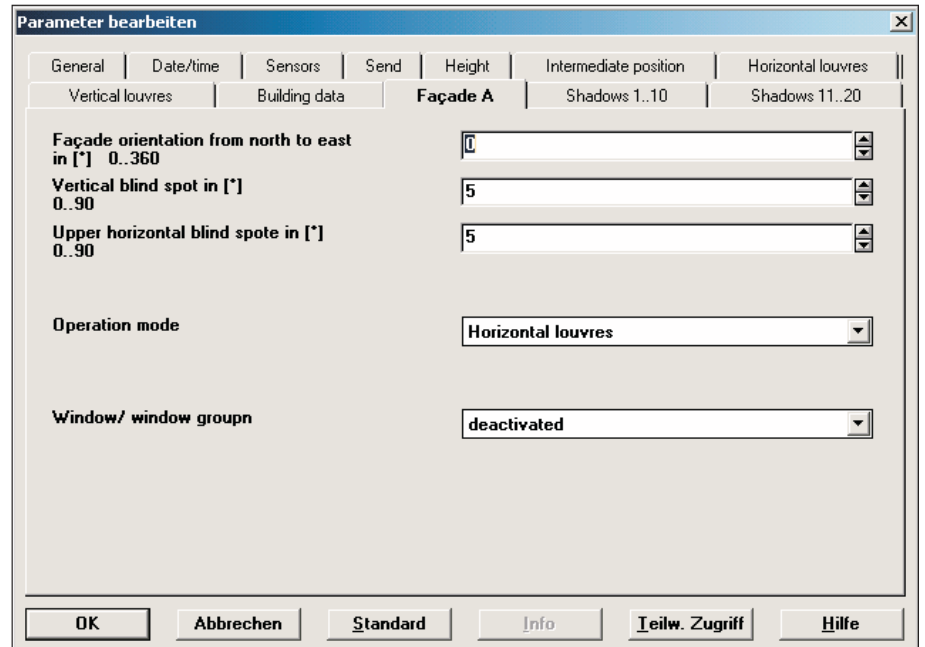 Parameter bearbeiten
General Date/time Sensors Send Height Intermediate position Horizontal louvres
Vertical louvres Building data Façade A Shadows 1..10 Shadows 11..20
Façade orientation from north to east
in [°] 0..360
0
Vertical blind spot in [°]
0..90
5
Upper horizontal blind spote in [°]
0..90
5
Operation mode
Horizontal louvres
Window/ window groupn
deactivated
OK Abbrechen Standard Info Teilw. Zugriff Hilfe